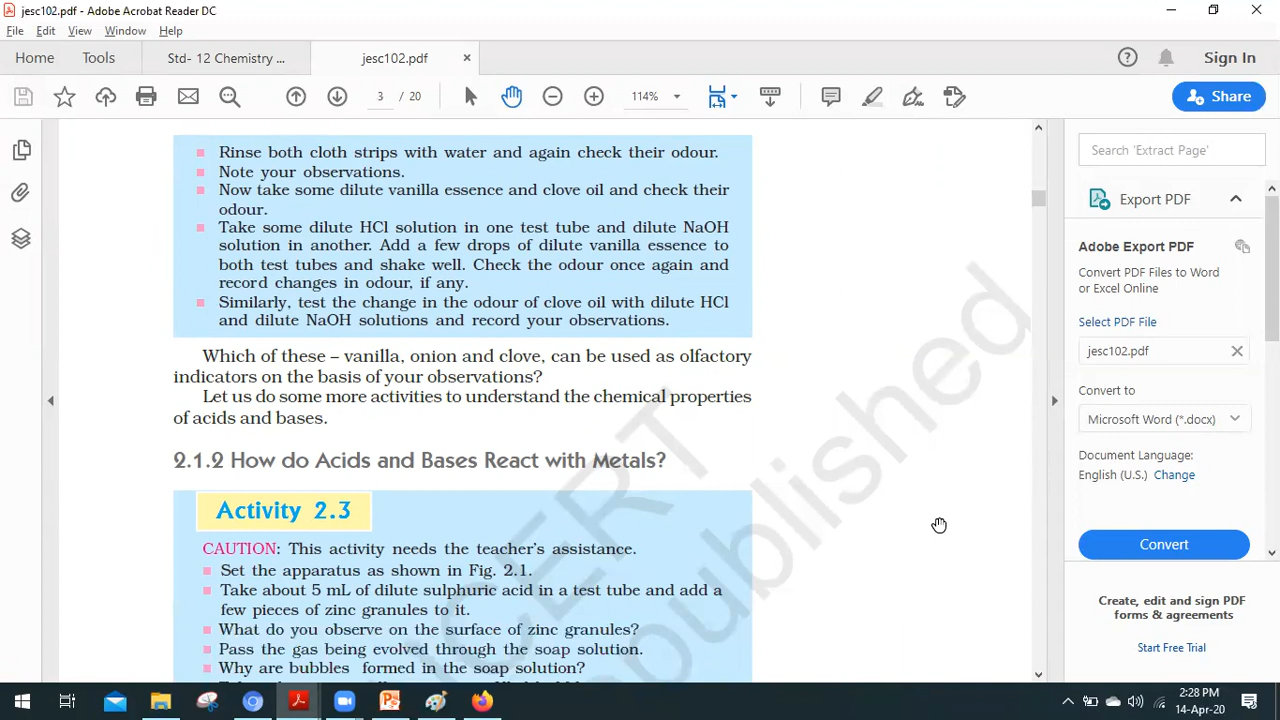 jesc102.pdf - Adobe Acrobat Reader DC
File Edit View Window Help
Home Tools Std- 12 Chemistry ... jesc102.pdf × Sign In
3 / 20 114% Share
Rinse both cloth strips with water and again check their odour.
Note your observations.
Now take some dilute vanilla essence and clove oil and check their
odour.
Take some dilute HCl solution in one test tube and dilute NaOH
solution in another. Add a few drops of dilute vanilla essence to
both test tubes and shake well. Check the odour once again and
record changes in odour, if any.
Similarly, test the change in the odour of clove oil with dilute HCl
and dilute NaOH solutions and record your observations.
Which of these – vanilla, onion and clove, can be used as olfactory
indicators on the basis of your observations?
Let us do some more activities to understand the chemical properties
of acids and bases.
2.1.2 How do Acids and Bases React with Metals?
Activity 2.3
CAUTION: This activity needs the teacher's assistance.
Set the apparatus as shown in Fig. 2.1.
Take about 5 mL of dilute sulphuric acid in a test tube and add a
few pieces of zinc granules to it.
What do you observe on the surface of zinc granules?
Pass the gas being evolved through the soap solution.
Why are bubbles formed in the soap solution?
NCERT
published
Search 'Extract Page'
Export PDF
Adobe Export PDF
Convert PDF Files to Word
or Excel Online
Select PDF File
jesc102.pdf
Convert to
Microsoft Word (*.docx)
Document Language:
English (U.S.) Change
Convert
Create, edit and sign PDF
forms & agreements
Start Free Trial
2:28 PM
14-Apr-20